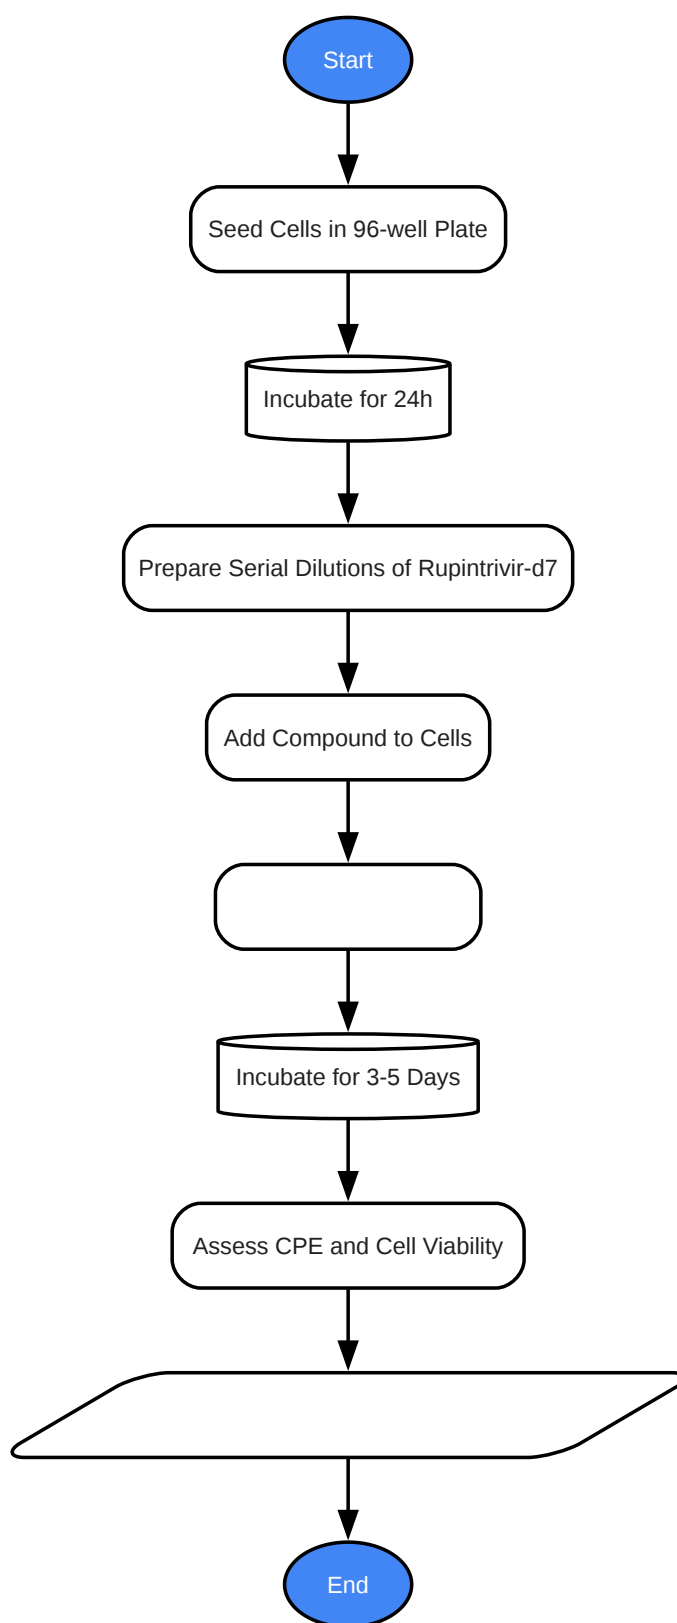 Start
Seed Cells in 96-well Plate
Incubate for 24h
Prepare Serial Dilutions of Rupintrivir-d7
Add Compound to Cells
Incubate for 3-5 Days
Assess CPE and Cell Viability
End